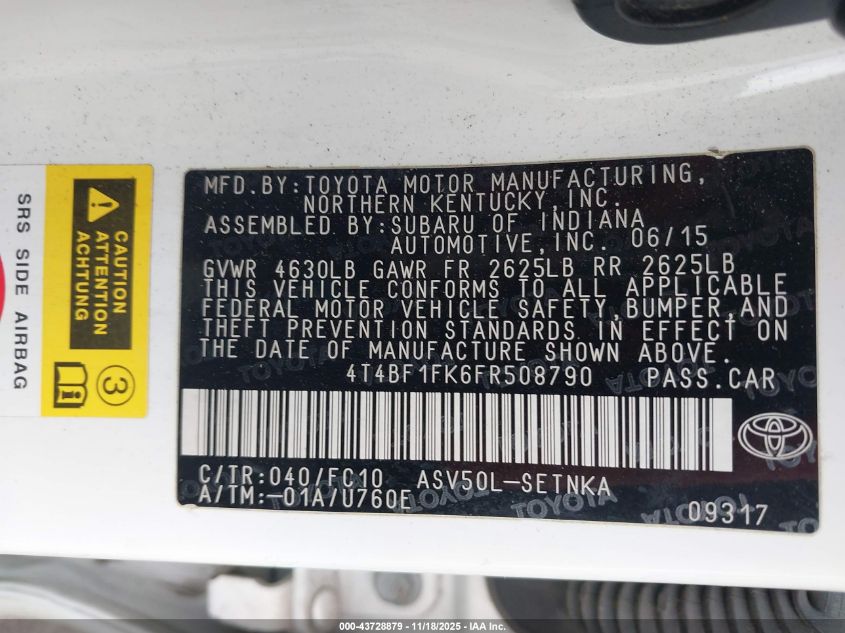 SRS SIDE AIRBAG
CAUTION
ATTENTION
ACHTUNG
3
MFD.BY:TOYOTA MOTOR MANUFACTURING,
NORTHERN KENTUCKY,INC.
ASSEMBLED BY:SUBARU OF INDIANA
AUTOMOTIVE,INC. 06/15
GVWR 4630LB GAWR FR 2625LB RR 2625LB
THIS VEHICLE CONFORMS TO ALL APPLICABLE
FEDERAL MOTOR VEHICLE SAFETY,BUMPER,AND
THEFT PREVENTION STANDARDS IN EFFECT ON
THE DATE OF MANUFACTURE SHOWN ABOVE.
4T4BF1FK6FR508790 PASS.CAR
C/TR:040/FC10 ASV50L-SETNKA
A/TM:-01A/U760E
09317
000-43728879 • 11/18/2025 • IAA Inc.